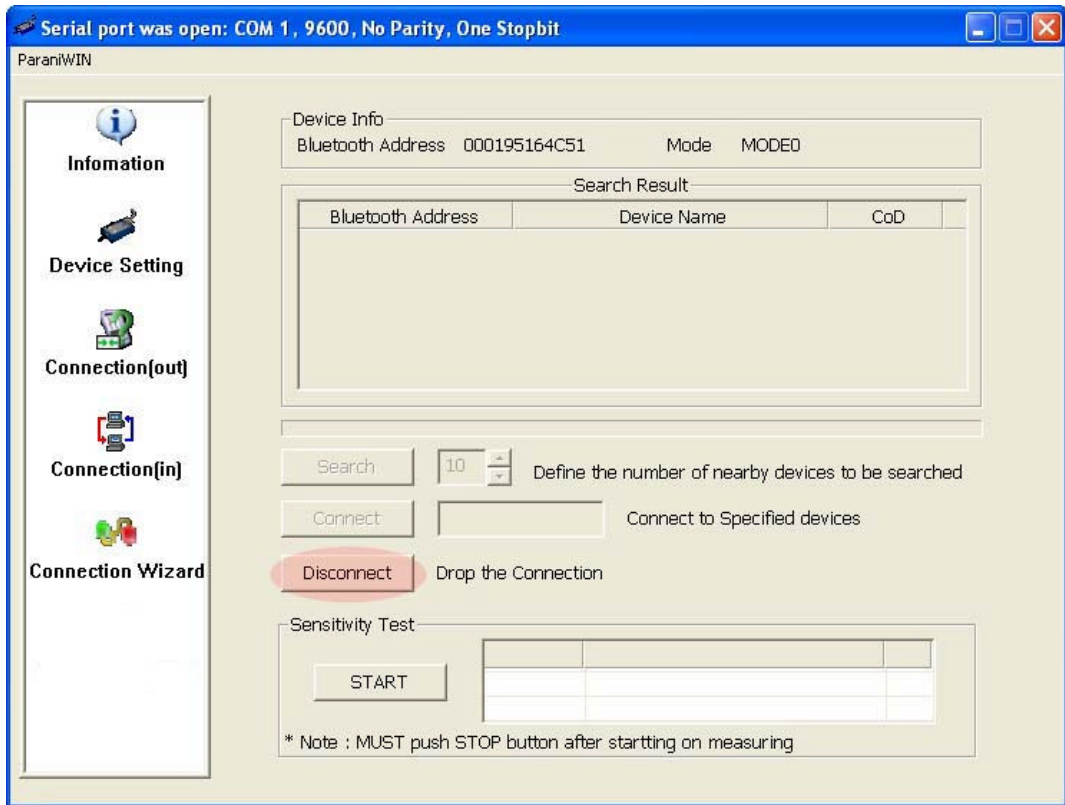 Serial port was open: COM 1, 9600, No Parity, One Stopbit
ParaniWIN
Infomation
Device Setting
Connection(out)
Connection(in)
Connection Wizard
Device Info
Bluetooth Address 000195164C51 Mode MODE0
Search Result
Bluetooth Address Device Name CoD
Search 10 Define the number of nearby devices to be searched
Connect Connect to Specified devices
Disconnect Drop the Connection
Sensitivity Test
START
* Note : MUST push STOP button after startting on measuring